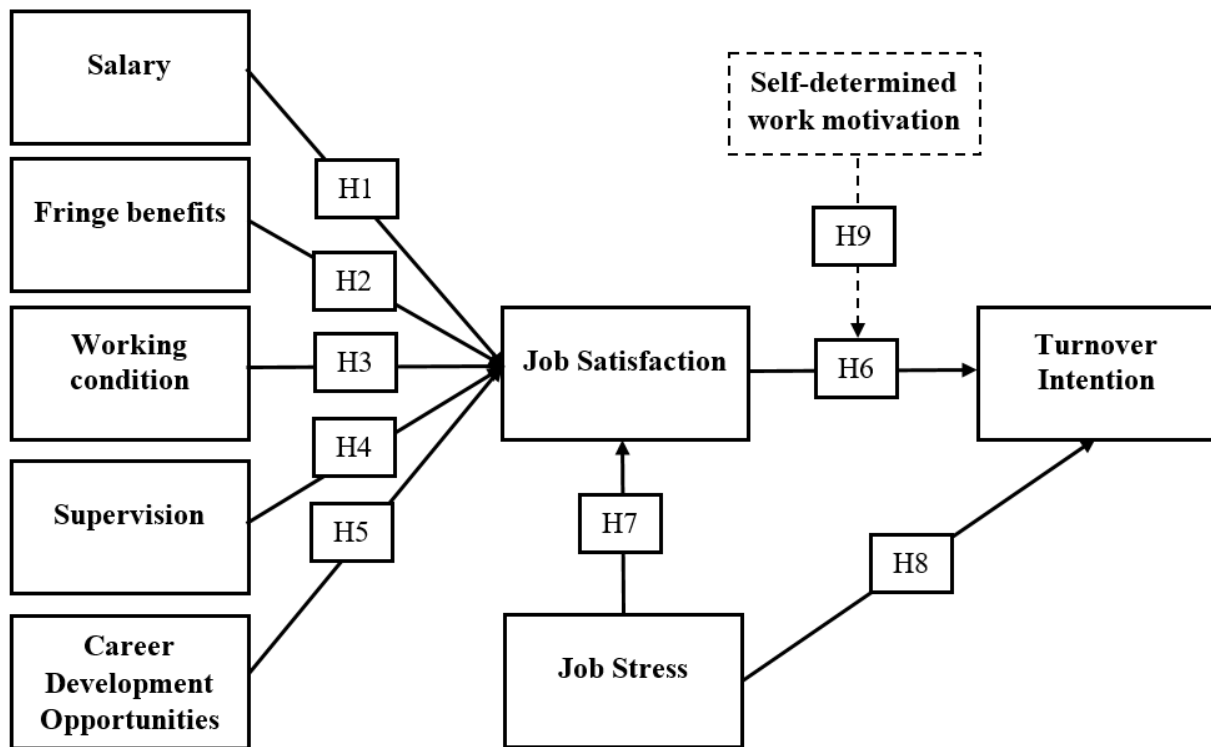 Salary
Self-determined
work motivation
H1
Fringe benefits
H9
H2
Working
condition
H3
Job Satisfaction
H6
Turnover
Intention
H4
Supervision
H5
H7
H8
Career
Development
Opportunities
Job Stress